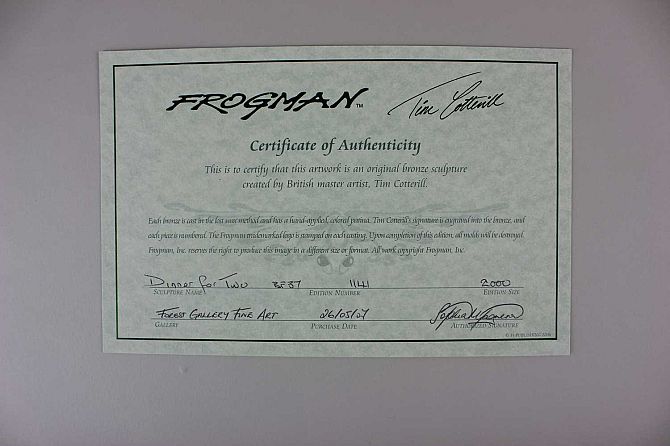 FROGMAN™ Tim Cotterill
Certificate of Authenticity
This is to certify that this artwork is an original bronze sculpture
created by British master artist, Tim Cotterill.
Each bronze is cast in the lost wax method and has a hand-applied, colored patina. Tim Cotterill's signature is engraved into the bronze, and
each piece is numbered. The Frogman trademarked logo is stamped on each casting. Upon completion of this edition, all molds will be destroyed.
Frogman, Inc. reserves the right to produce this image in a different size or format. All work copyright Frogman, Inc.
Dinner for Two BF37 1141 2000
SCULPTURE NAME EDITION NUMBER EDITION SIZE
FOREST GALLERY FINE ART 26/05/07
GALLERY PURCHASE DATE AUTHORIZED SIGNATURE